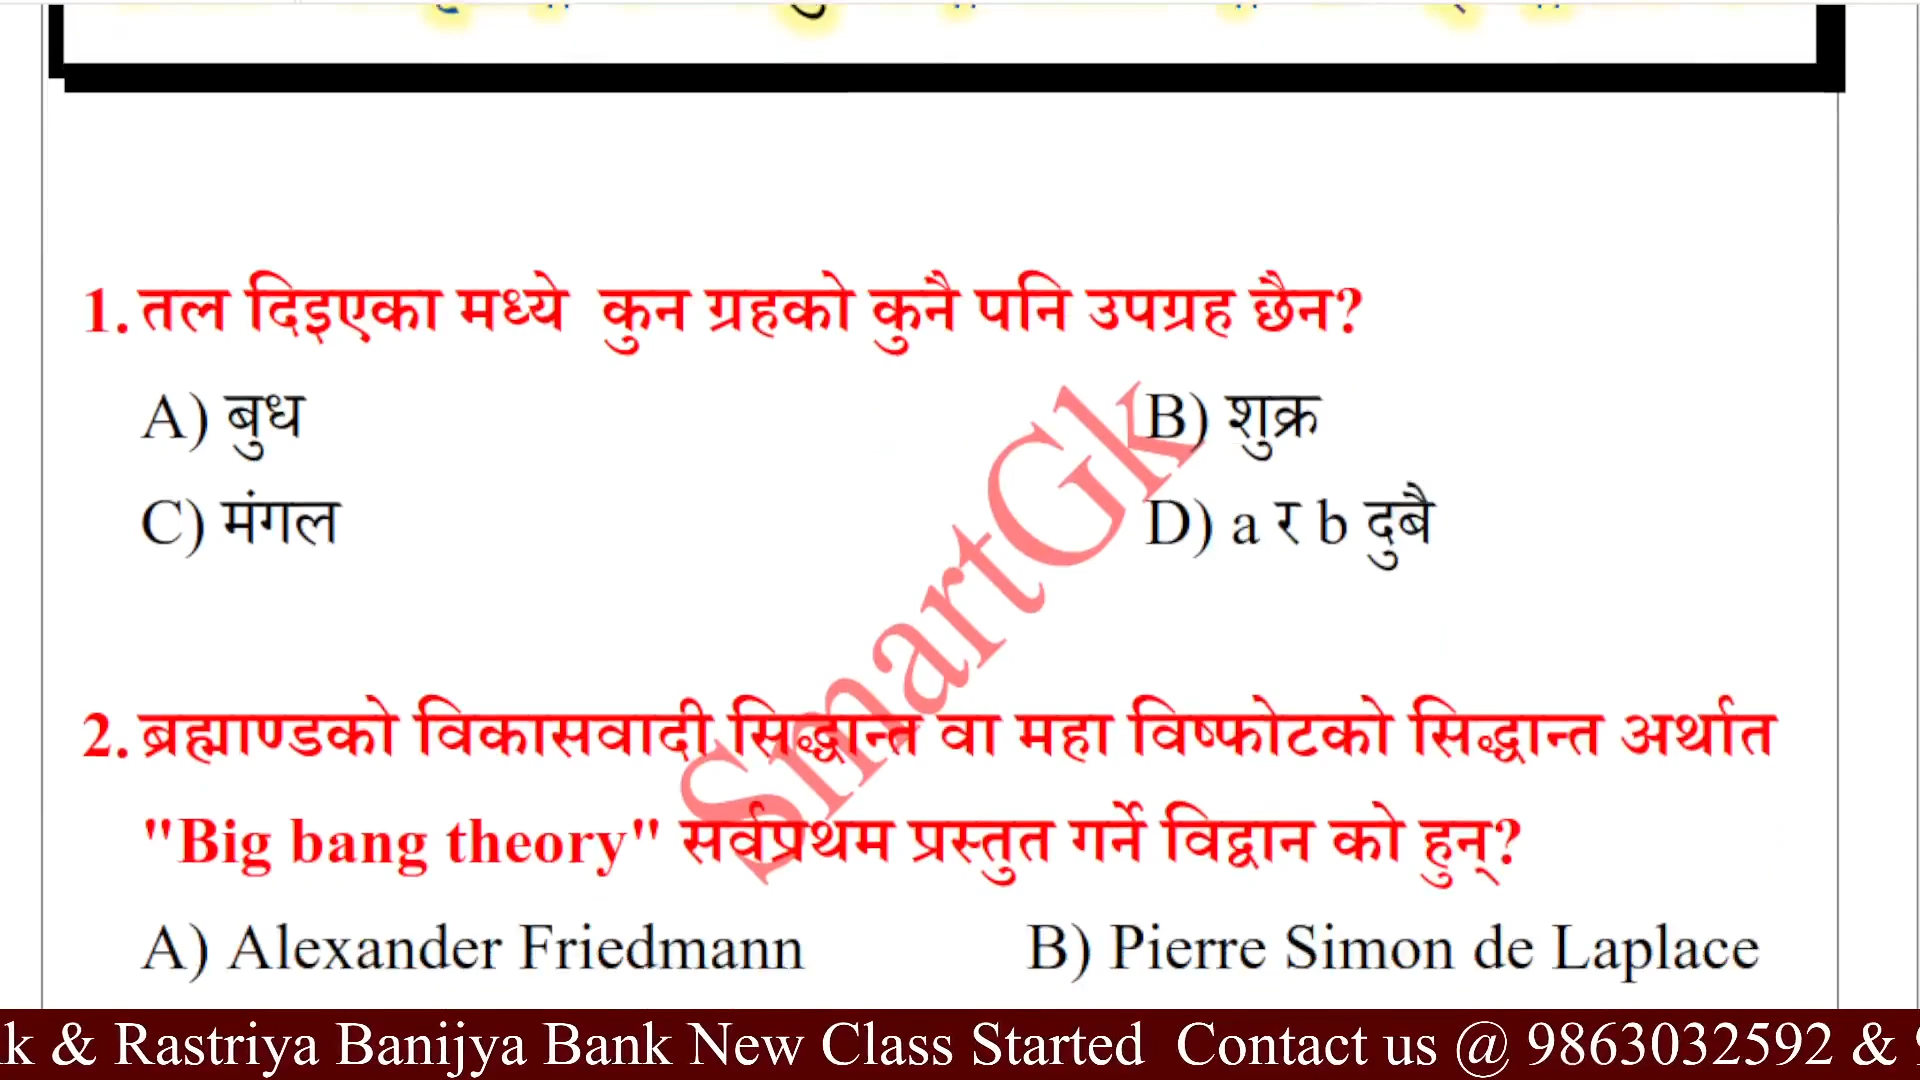 1. तल दिइएका मध्ये कुन ग्रहको कुनै पनि उपग्रह छैन?
A) बुध B) शुक्र
C) मंगल D) a र b दुबै
SmartGk
2. ब्रह्माण्डको विकासवादी सिद्धान्त वा महा विष्फोटको सिद्धान्त अर्थात
"Big bang theory" सर्वप्रथम प्रस्तुत गर्ने विद्वान को हुन्?
A) Alexander Friedmann B) Pierre Simon de Laplace
k & Rastriya Banijya Bank New Class Started Contact us @ 9863032592 &